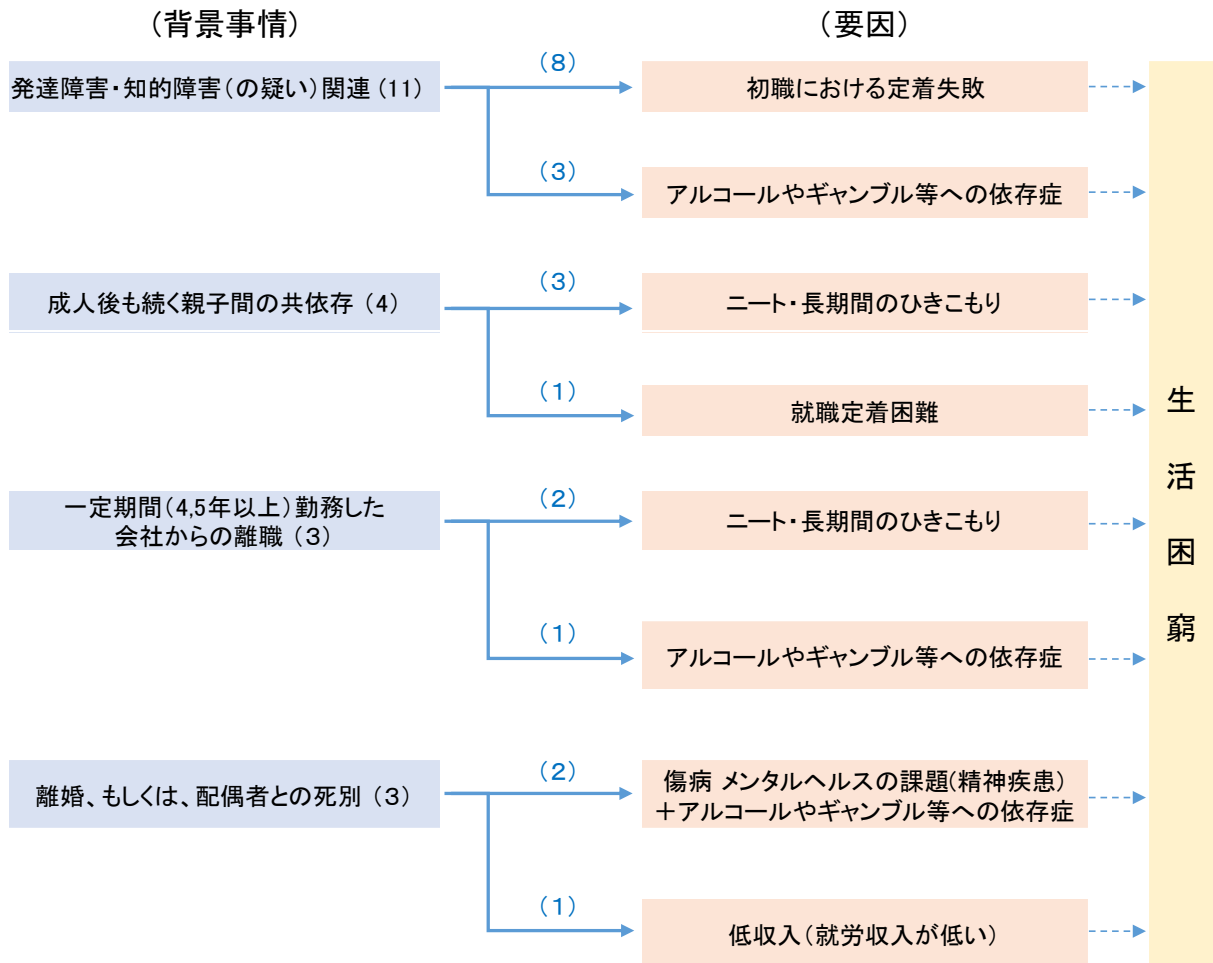 (背景事情)
(要因)
発達障害・知的障害(の疑い)関連 (11)
(8)
初職における定着失敗
(3)
アルコールやギャンブル等への依存症
成人後も続く親子間の共依存 (4)
(3)
ニート・長期間のひきこもり
(1)
就職定着困難
一定期間(4,5年以上)勤務した
会社からの離職 (3)
(2)
ニート・長期間のひきこもり
(1)
アルコールやギャンブル等への依存症
離婚、もしくは、配偶者との死別 (3)
(2)
傷病 メンタルヘルスの課題(精神疾患)
+アルコールやギャンブル等への依存症
(1)
低収入(就労収入が低い)
生活困窮